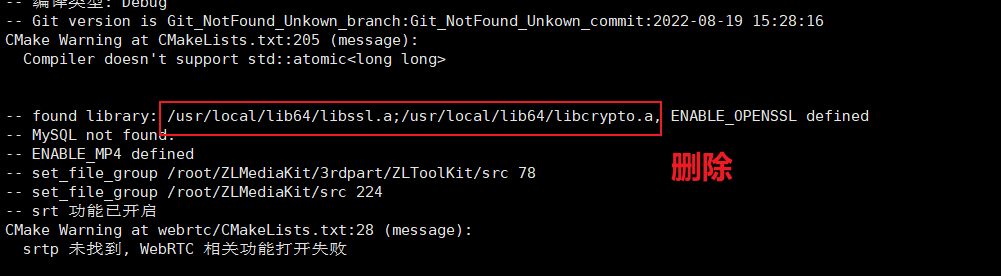 -- 编译类型: Debug
-- Git version is Git_NotFound_Unkown_branch:Git_NotFound_Unkown_commit:2022-08-19 15:28:16
CMake Warning at CMakeLists.txt:205 (message):
  Compiler doesn't support std::atomic<long long>
-- found library: /usr/local/lib64/libssl.a;/usr/local/lib64/libcrypto.a, ENABLE_OPENSSL defined
-- MySQL not found.
-- ENABLE_MP4 defined
删除
-- set_file_group /root/ZLMediaKit/3rdpart/ZLToolKit/src 78
-- set_file_group /root/ZLMediaKit/src 224
-- srt 功能已开启
CMake Warning at webrtc/CMakeLists.txt:28 (message):
  srtp 未找到, WebRTC 相关功能打开失败